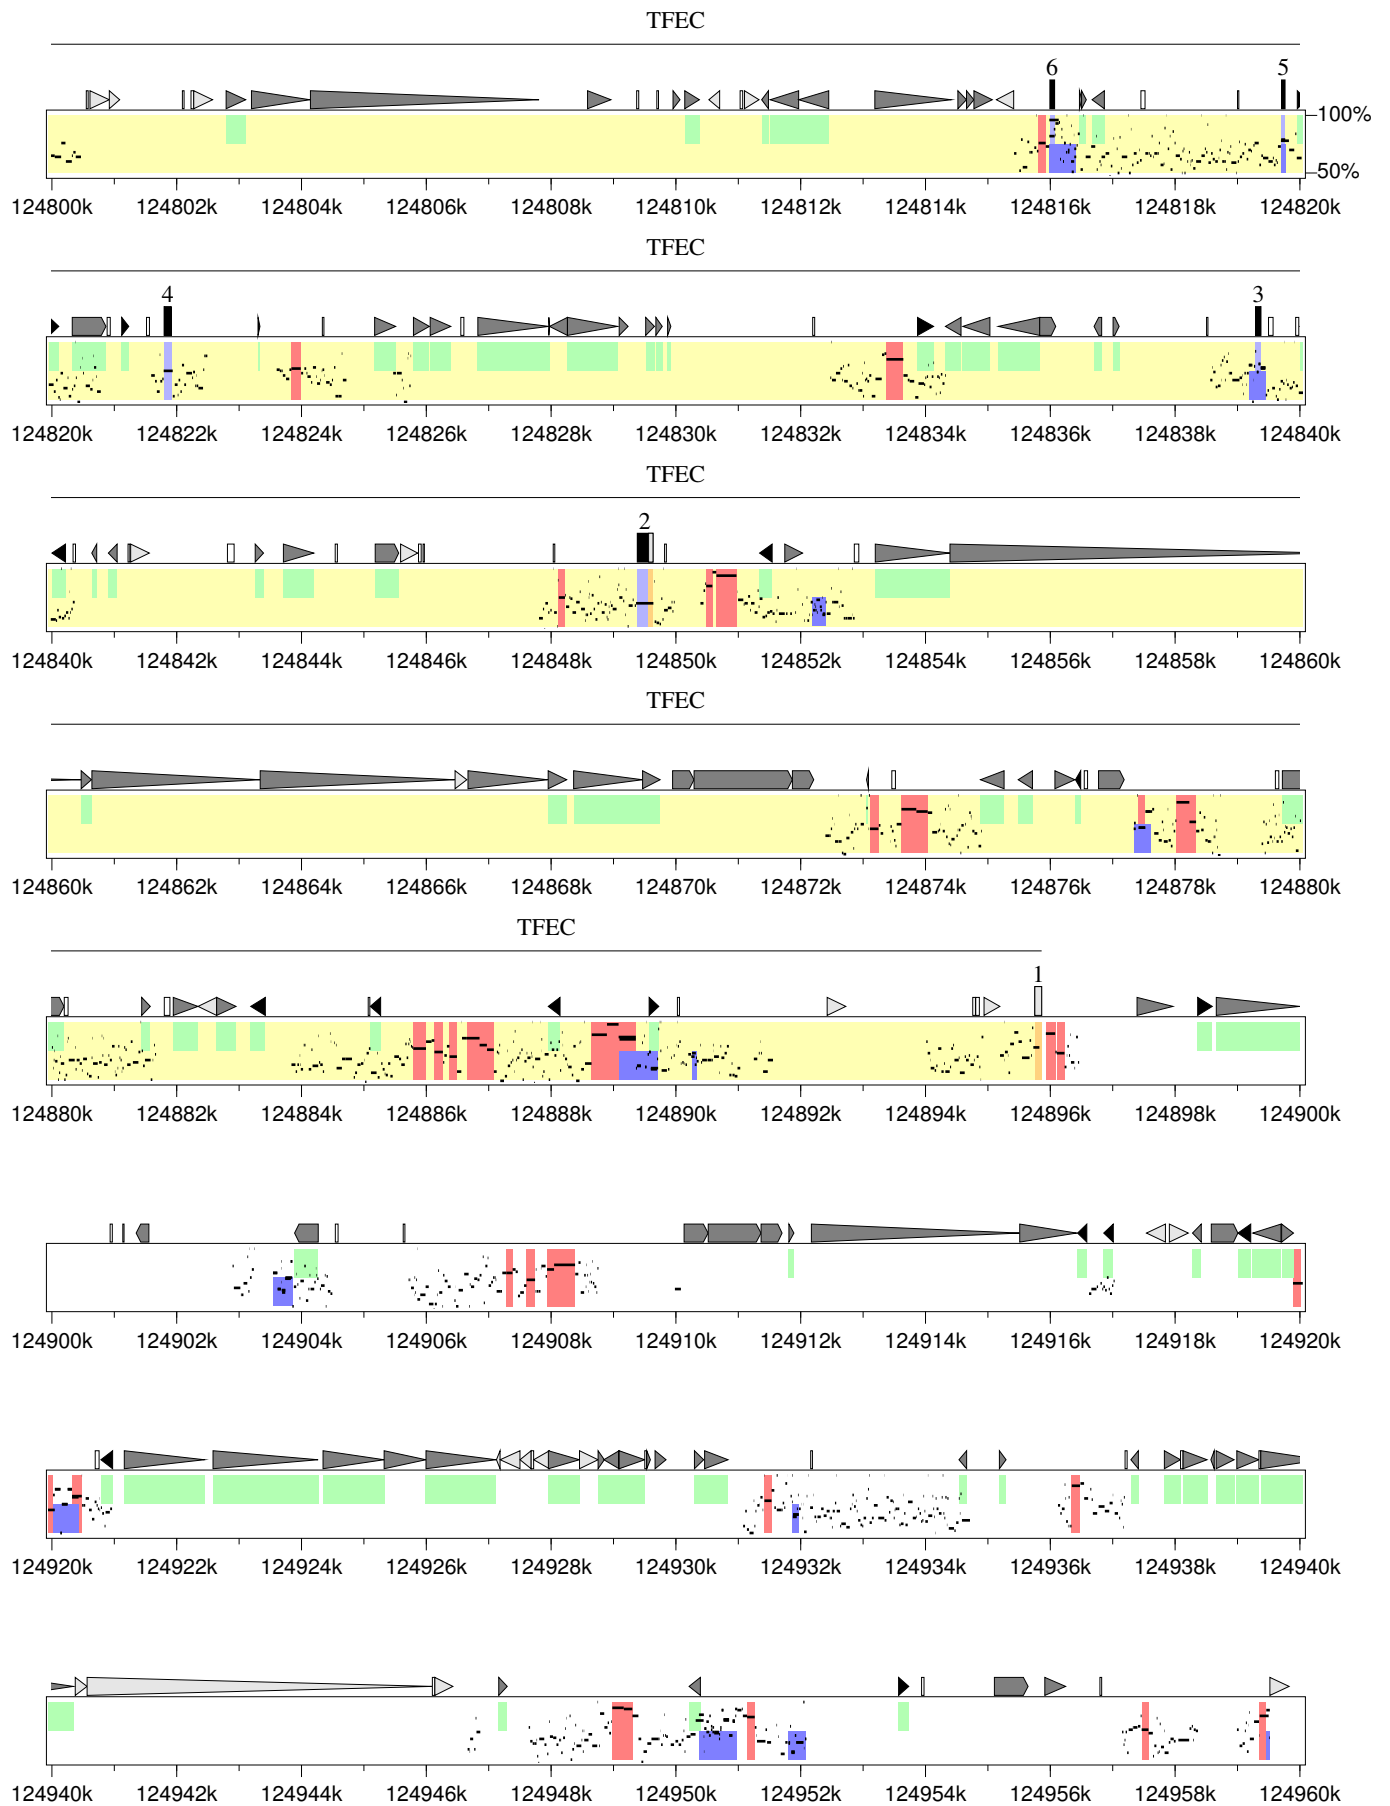 TFEC
6 5
100%
50%
124800k 124802k 124804k 124806k 124808k 124810k 124812k 124814k 124816k 124818k 124820k
TFEC
4 3
124820k 124822k 124824k 124826k 124828k 124830k 124832k 124834k 124836k 124838k 124840k
TFEC
2
124840k 124842k 124844k 124846k 124848k 124850k 124852k 124854k 124856k 124858k 124860k
TFEC
124860k 124862k 124864k 124866k 124868k 124870k 124872k 124874k 124876k 124878k 124880k
TFEC
1
124880k 124882k 124884k 124886k 124888k 124890k 124892k 124894k 124896k 124898k 124900k
124900k 124902k 124904k 124906k 124908k 124910k 124912k 124914k 124916k 124918k 124920k
124920k 124922k 124924k 124926k 124928k 124930k 124932k 124934k 124936k 124938k 124940k
124940k 124942k 124944k 124946k 124948k 124950k 124952k 124954k 124956k 124958k 124960k